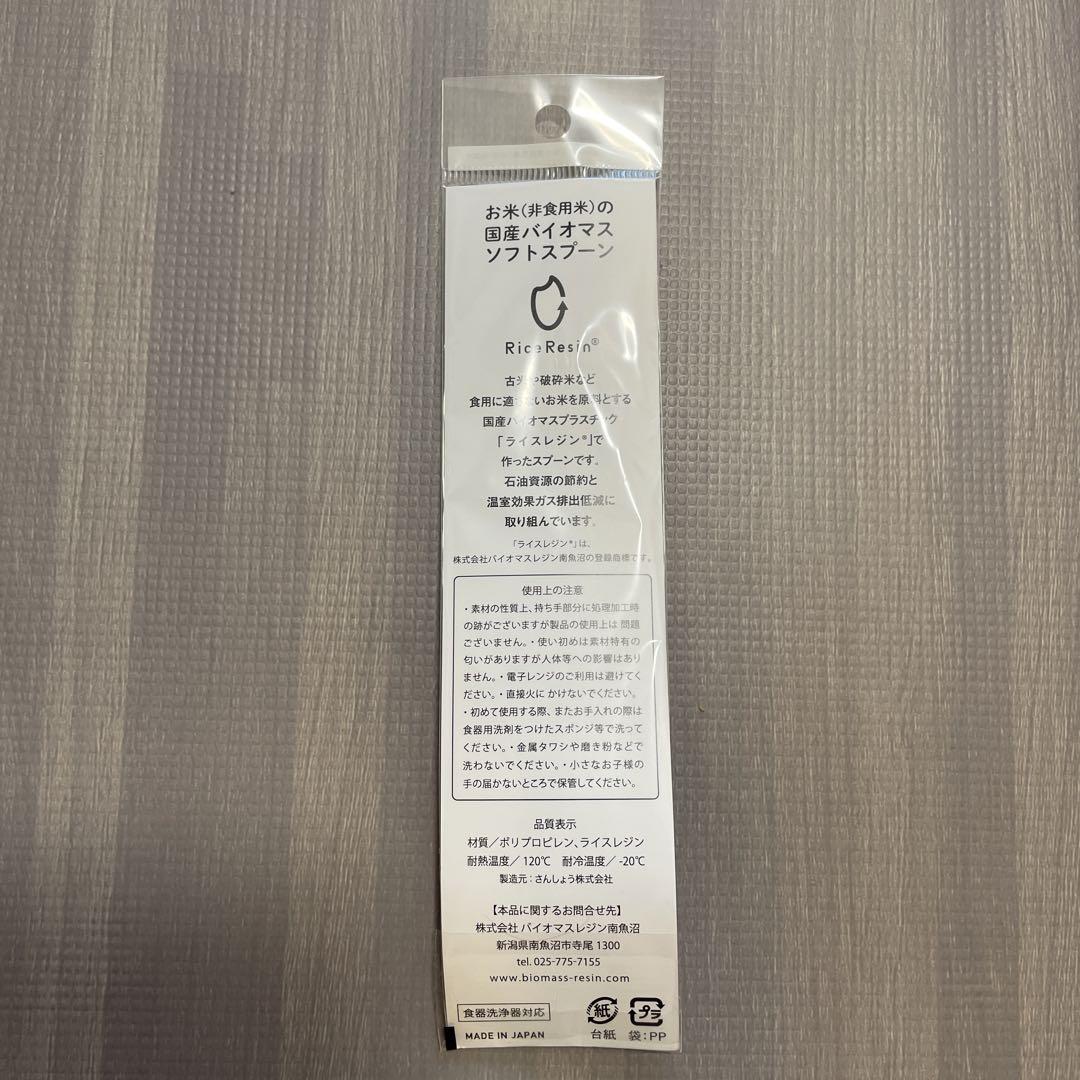 お米（非食用米）の
国産バイオマス
ソフトスプーン
RiceResin®
古米や破砕米など
食用に適さないお米を原料とする
国産バイオマスプラスチック
「ライスレジン®」で
作ったスプーンです。
石油資源の節約と
温室効果ガス排出低減に
取り組んでいます。
「ライスレジン®」は、
株式会社バイオマスレジン南魚沼の登録商標です。
使用上の注意
・素材の性質上、持ち手部分に処理加工時
の跡がございますが製品の使用上は 問題
ございません。・使い初めは素材特有の
匂いがありますが人体等への影響はあり
ません。・電子レンジのご利用は避けてく
ださい。・直接火に かけないでください。
・初めて使用する際、またお手入れの際は
食器用洗剤をつけたスポンジ等で洗って
ください。・金属タワシや磨き粉などで
洗わないでください。・小さなお子様の
手の届かないところで保管してください。
品質表示
材質／ポリプロピレン、ライスレジン
耐熱温度／120℃ 耐冷温度／-20℃
製造元：さんしょう株式会社
【本品に関するお問合せ先】
株式会社 バイオマスレジン南魚沼
新潟県南魚沼市寺尾 1300
tel. 025-775-7155
www.biomass-resin.com
食器洗浄器対応
紙 プラ
MADE IN JAPAN 台紙 袋：PP